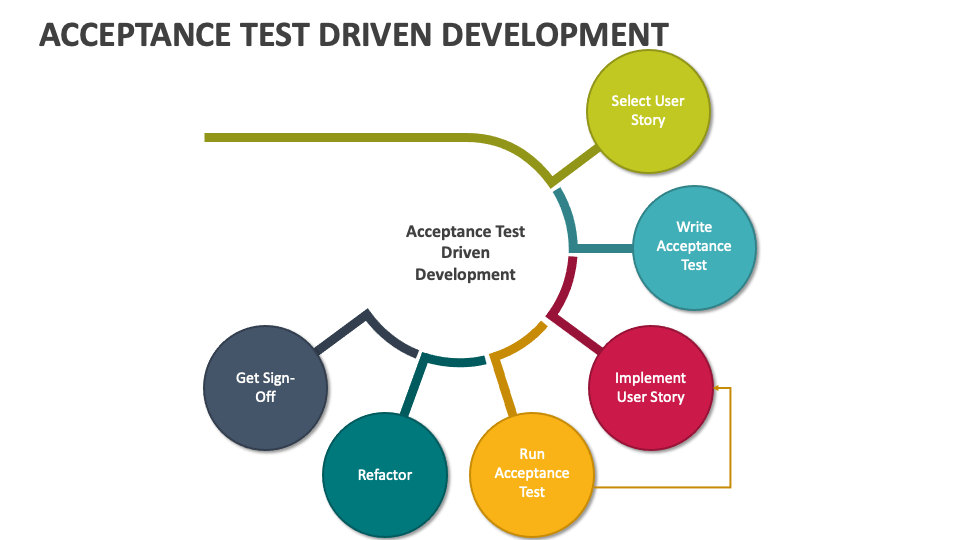 ACCEPTANCE TEST DRIVEN DEVELOPMENT
Select User
Story
Write
Acceptance
Test
Acceptance Test
Driven
Development
Implement
User Story
Run
Acceptance
Test
Refactor
Get Sign-
Off